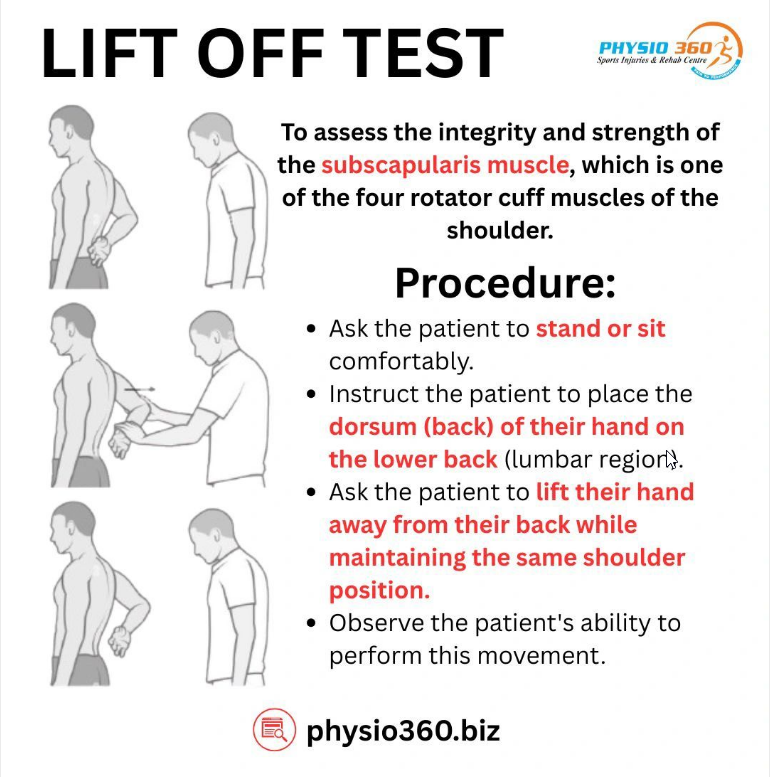 LIFT OFF TEST
PHYSIO 360
Sports Injuries & Rehab Centre
To assess the integrity and strength of
the subscapularis muscle, which is one
of the four rotator cuff muscles of the
shoulder.
Procedure:
• Ask the patient to stand or sit
comfortably.
• Instruct the patient to place the
dorsum (back) of their hand on
the lower back (lumbar region).
• Ask the patient to lift their hand
away from their back while
maintaining the same shoulder
position.
• Observe the patient's ability to
perform this movement.
physio360.biz